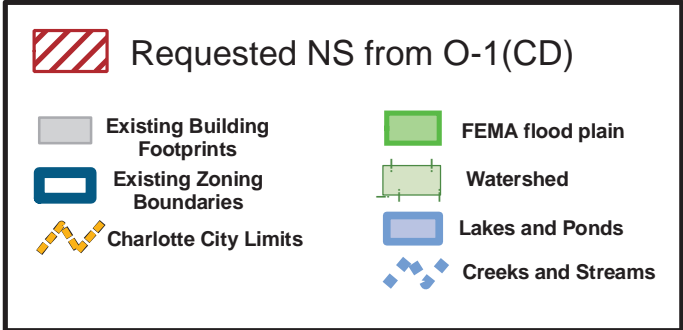 Requested NS from O-1(CD)
Existing Building
Footprints
Existing Zoning
Boundaries
Charlotte City Limits
FEMA flood plain
Watershed
Lakes and Ponds
Creeks and Streams